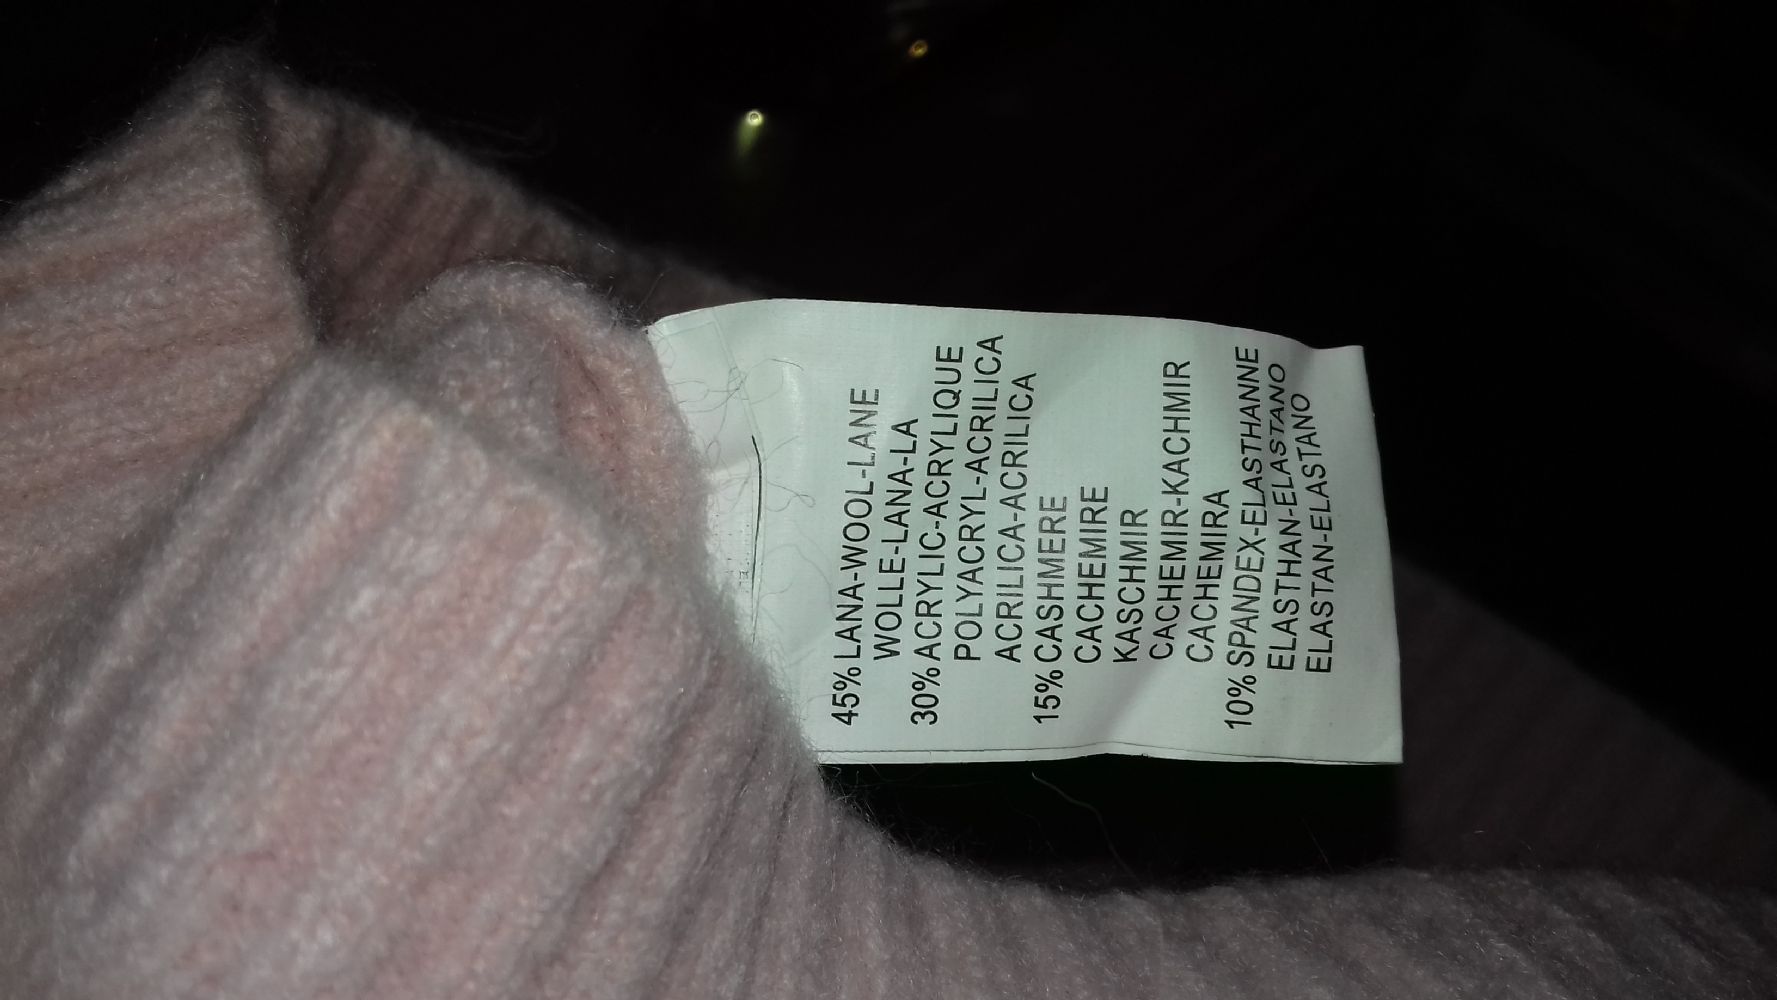 45% LANA-WOOL-LANE
WOLLE-LANA-LA
30% ACRYLIC-ACRYLIQUE
POLYACRYL-ACRILICA
ACRILICA-ACRILICA
15% CASHMERE
CACHEMIRE
KASCHMIR
CACHEMIR-KACHMIR
CACHEMIRA
10% SPANDEX-ELASTHANNE
ELASTHAN-ELASTANO
ELASTAN-ELASTANO